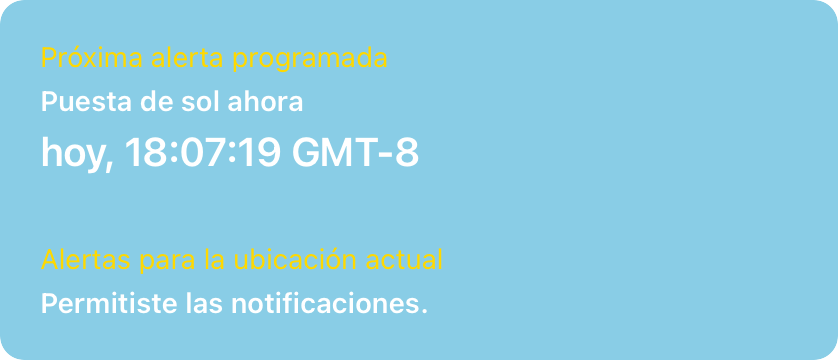 Próxima alerta programada
Puesta de sol ahora
hoy, 18:07:19 GMT-8
Alertas para la ubicación actual
Permitiste las notificaciones.